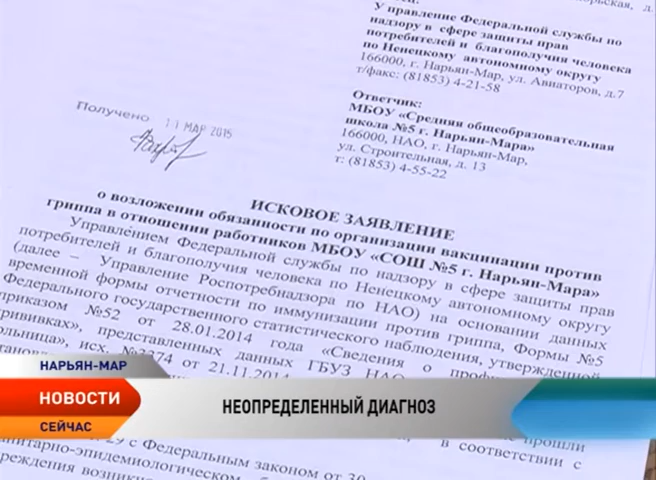 Управление Федеральной службы по
надзору в сфере защиты прав
потребителей и благополучия человека
по Ненецкому автономному округу
166000, г. Нарьян-Мар, ул. Авиаторов, д.7
т/факс: (81853) 4-21-58
Получено 11 МАР 2015
Ответчик:
МБОУ «Средняя общеобразовательная
школа №5 г. Нарьян-Мара»
166000, НАО, г. Нарьян-Мар,
ул. Строительная, д. 13
т: (81853) 4-55-22
ИСКОВОЕ ЗАЯВЛЕНИЕ
о возложении обязанности по организации вакцинации против
гриппа в отношении работников МБОУ «СОШ №5 г. Нарьян-Мара»
Управлением Федеральной службы по надзору в сфере защиты прав
потребителей и благополучия человека по Ненецкому автономному округу
(далее – Управление Роспотребнадзора по НАО) на основании данных
временной формы отчетности по иммунизации против гриппа, Формы №5
Федерального государственного статистического наблюдения, утвержденной
приказом №52 от 28.01.2014 года «Сведения о
представленных данных ГБУЗ НАО
исх. от 21.11.2014
НАРЬЯН-МАР
НОВОСТИ
СЕЙЧАС
НЕОПРЕДЕЛЕННЫЙ ДИАГНОЗ
прошли
с Федеральным законом от 30
в соответствии с